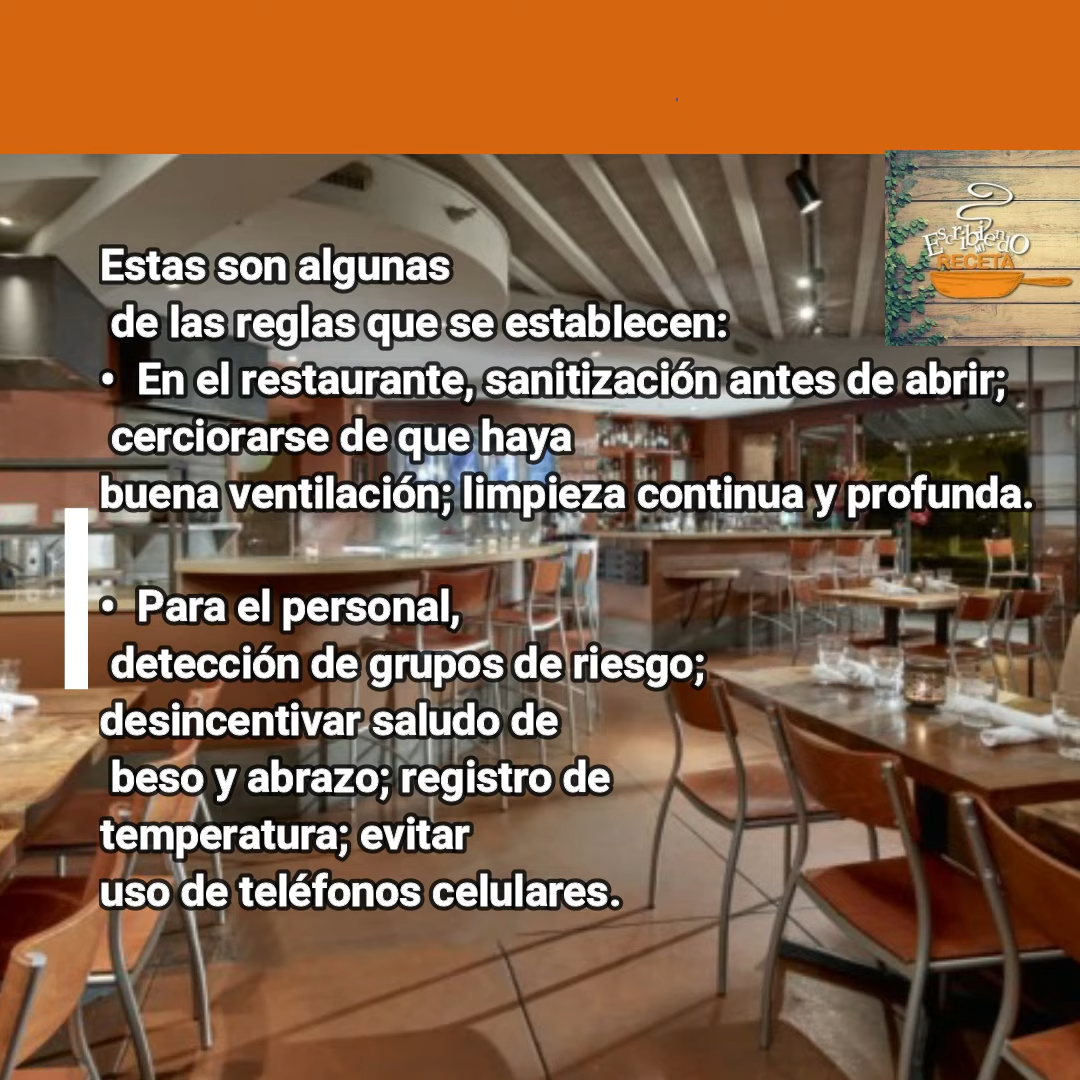 Escribiendo
MI
RECETA
Estas son algunas
de las reglas que se establecen:
• En el restaurante, sanitización antes de abrir;
cerciorarse de que haya
buena ventilación; limpieza continua y profunda.
• Para el personal,
detección de grupos de riesgo;
desincentivar saludo de
beso y abrazo; registro de
temperatura; evitar
uso de teléfonos celulares.